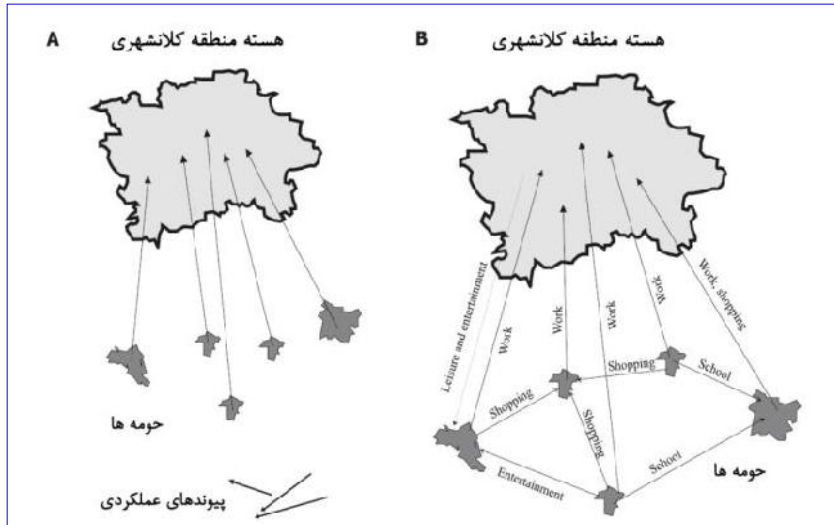 A
هسته منطقه کلانشهری
حومه ها
پیوندهای عملکردی
B
هسته منطقه کلانشهری
Leisure and entertainment
Work
Work
Work
Work
Work, shopping
Shopping
Shopping
School
Shopping
Entertainment
School
حومه ها